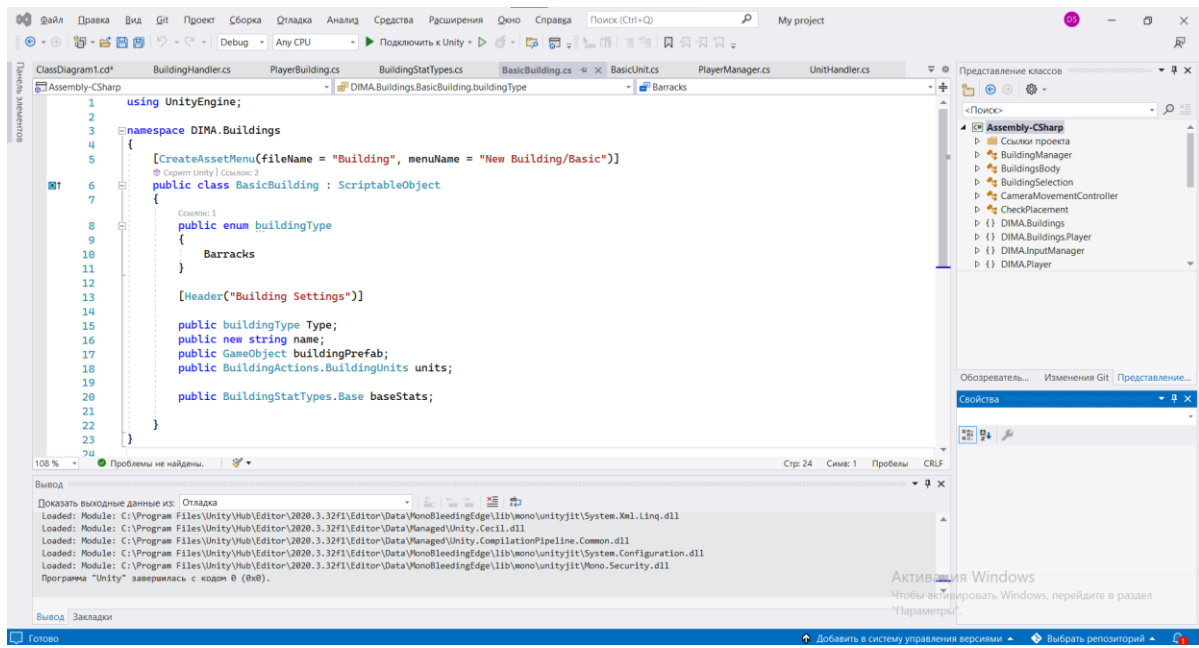 Файл Правка Вид Git Проект Сборка Отладка Анализ Средства Расширения Окно Справка Поиск (Ctrl+Q) My project DS
Debug Any CPU Подключить к Unity
Панель элементов
ClassDiagram1.cd* BuildingHandler.cs PlayerBuilding.cs BuildingStatTypes.cs BasicBuilding.cs BasicUnit.cs PlayerManager.cs UnitHandler.cs
Assembly-CSharp DIMA.Buildings.BasicBuilding.buildingType Barracks
1 using UnityEngine;
2
3 namespace DIMA.Buildings
4 {
5 [CreateAssetMenu(fileName = "Building", menuName = "New Building/Basic")]
Скрипт Unity | Ссылок: 2
6 public class BasicBuilding : ScriptableObject
7 {
Ссылок: 1
8 public enum buildingType
9 {
10 Barracks
11 }
12
13 [Header("Building Settings")]
14
15 public buildingType Type;
16 public new string name;
17 public GameObject buildingPrefab;
18 public BuildingActions.BuildingUnits units;
19
20 public BuildingStatTypes.Base baseStats;
21
22 }
23 }
24
108 % Проблемы не найдены. Стр: 24 Симв: 1 Пробелы CRLF
Вывод
Показать выходные данные из: Отладка
Loaded: Module: C:\Program Files\Unity\Hub\Editor\2020.3.32f1\Editor\Data\MonoBleedingEdge\lib\mono\unityjit\System.Xml.Linq.dll
Loaded: Module: C:\Program Files\Unity\Hub\Editor\2020.3.32f1\Editor\Data\Managed\Unity.Cecil.dll
Loaded: Module: C:\Program Files\Unity\Hub\Editor\2020.3.32f1\Editor\Data\Managed\Unity.CompilationPipeline.Common.dll
Loaded: Module: C:\Program Files\Unity\Hub\Editor\2020.3.32f1\Editor\Data\MonoBleedingEdge\lib\mono\unityjit\System.Configuration.dll
Loaded: Module: C:\Program Files\Unity\Hub\Editor\2020.3.32f1\Editor\Data\MonoBleedingEdge\lib\mono\unityjit\Mono.Security.dll
Программа "Unity" завершилась с кодом 0 (0x0).
Вывод Закладки
Представление классов
<Поиск>
Assembly-CSharp
Ссылки проекта
BuildingManager
BuildingsBody
BuildingSelection
CameraMovementController
CheckPlacement
{ } DIMA.Buildings
{ } DIMA.Buildings.Player
{ } DIMA.InputManager
{ } DIMA.Player
Обозреватель... Изменения Git Представление...
Свойства
Активация Windows
Чтобы активировать Windows, перейдите в раздел
"Параметры".
Готово Добавить в систему управления версиями Выбрать репозиторий 1